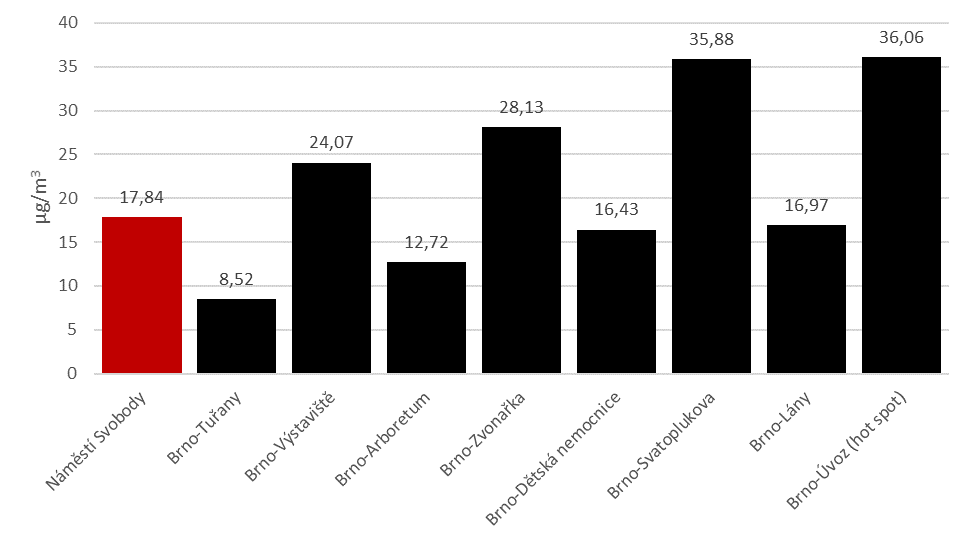 40
35
30
25
20
15
10
5
0
µg/m³
17,84
8,52
24,07
12,72
28,13
16,43
35,88
16,97
36,06
Náměstí Svobody
Brno-Tuřany
Brno-Výstaviště
Brno-Arboretum
Brno-Zvonařka
Brno-Dětská nemocnice
Brno-Svatoplukova
Brno-Lány
Brno-Úvoz (hot spot)